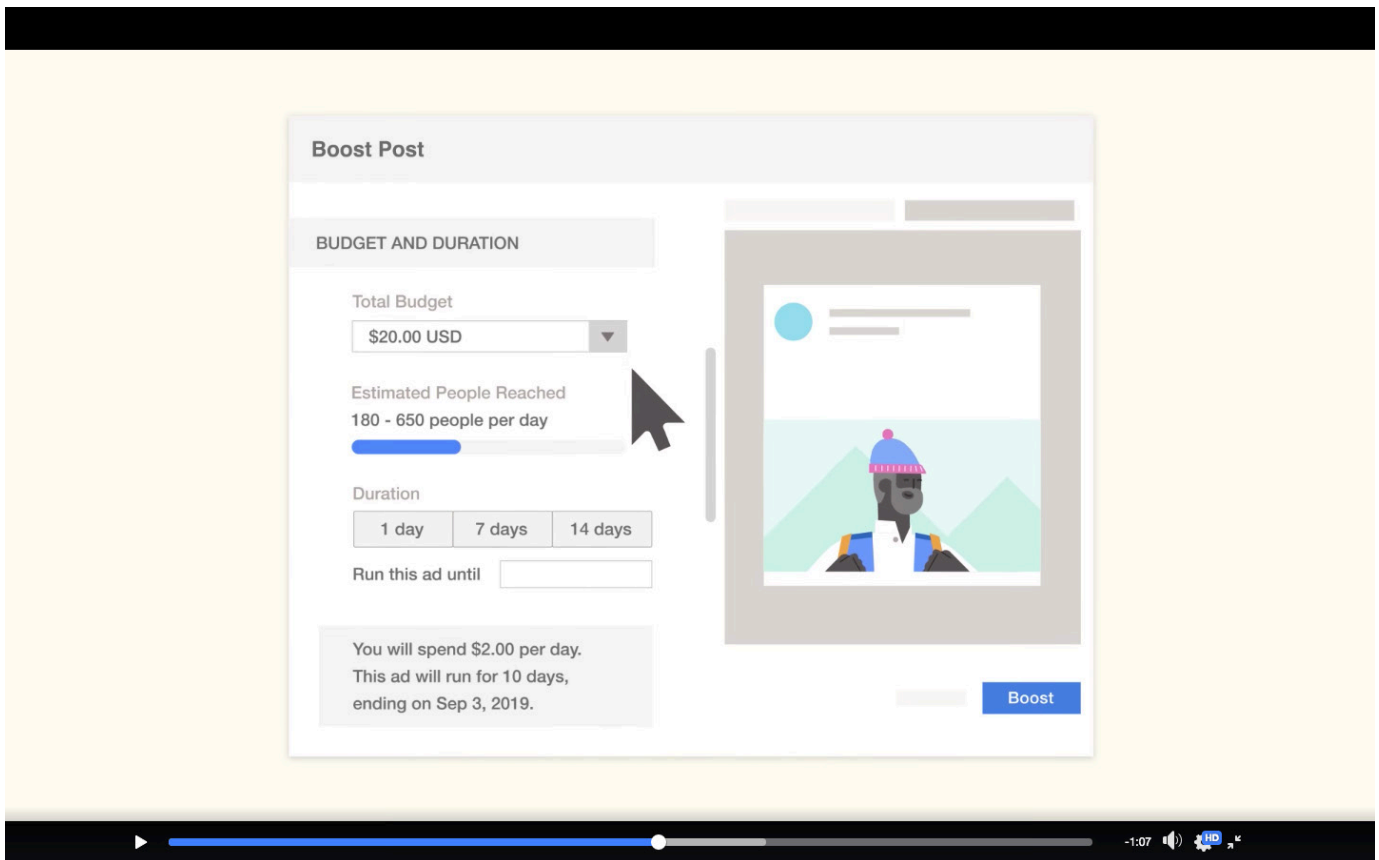 Boost Post
BUDGET AND DURATION
Total Budget
$20.00 USD
Estimated People Reached
180 - 650 people per day
Duration
1 day 7 days 14 days
Run this ad until
You will spend $2.00 per day.
This ad will run for 10 days,
ending on Sep 3, 2019.
Boost
-1:07
HD